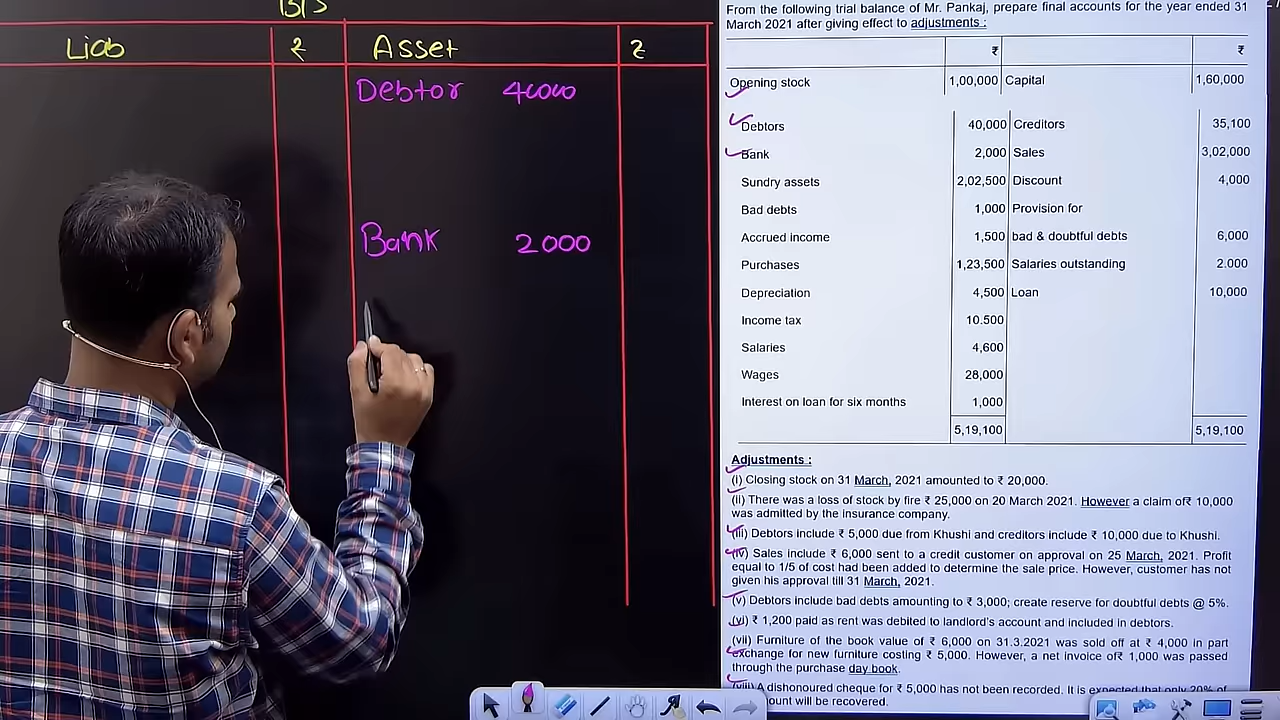 B/S
Liab ₹ Asset ₹
Debtor 40000
Bank 2000
From the following trial balance of Mr. Pankaj, prepare final accounts for the year ended 31
March 2021 after giving effect to adjustments :
₹ ₹
Opening stock 1,00,000 Capital 1,60,000
Debtors 40,000 Creditors 35,100
Bank 2,000 Sales 3,02,000
Sundry assets 2,02,500 Discount 4,000
Bad debts 1,000 Provision for
Accrued income 1,500 bad & doubtful debts 6,000
Purchases 1,23,500 Salaries outstanding 2.000
Depreciation 4,500 Loan 10,000
Income tax 10.500
Salaries 4,600
Wages 28,000
Interest on loan for six months 1,000
5,19,100 5,19,100
Adjustments :
(i) Closing stock on 31 March, 2021 amounted to ₹ 20,000.
(ii) There was a loss of stock by fire ₹ 25,000 on 20 March 2021. However a claim of₹ 10,000
was admitted by the insurance company.
(iii) Debtors include ₹ 5,000 due from Khushi and creditors include ₹ 10,000 due to Khushi.
(iv) Sales include ₹ 6,000 sent to a credit customer on approval on 25 March, 2021. Profit
equal to 1/5 of cost had been added to determine the sale price. However, customer has not
given his approval till 31 March, 2021.
(v) Debtors include bad debts amounting to ₹ 3,000; create reserve for doubtful debts @ 5%.
(vi) ₹ 1,200 paid as rent was debited to landlord's account and included in debtors.
(vii) Furniture of the book value of ₹ 6,000 on 31.3.2021 was sold off at ₹ 4,000 in part
exchange for new furniture costing ₹ 5,000. However, a net invoice of₹ 1,000 was passed
through the purchase day book.
(viii) A dishonoured cheque for ₹ 5,000 has not been recorded. It is expected that only 20% of
ount will be recovered.